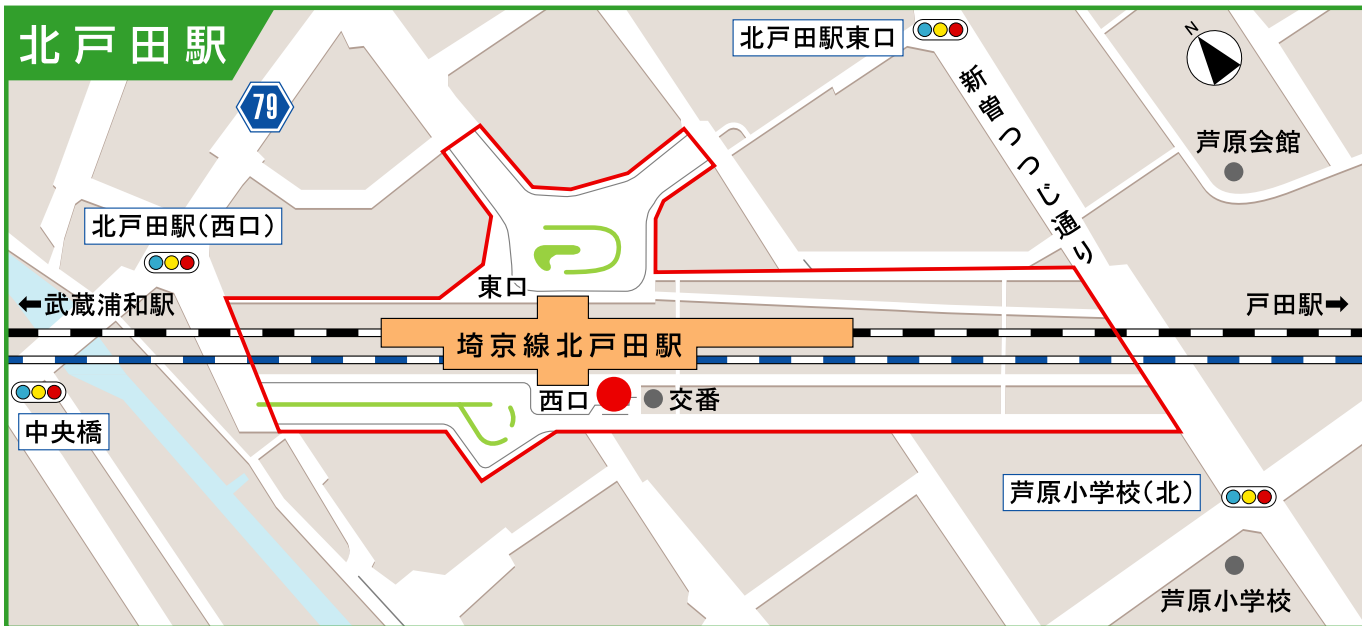 北戸田駅
79
北戸田駅東口
N
新曽つつじ通り
芦原会館
北戸田駅(西口)
東口
←武蔵浦和駅
戸田駅→
埼京線北戸田駅
西口
交番
中央橋
芦原小学校(北)
芦原小学校